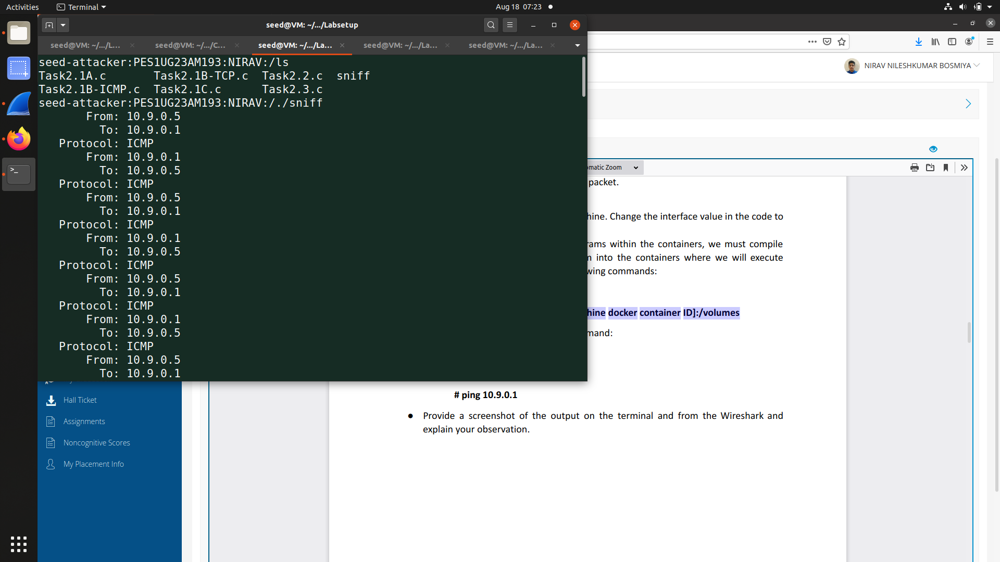 Activities
Terminal
Aug 18 07:23
seed@VM: ~/.../Labsetup
seed@VM: ~/.../L...
seed@VM: ~/.../C...
seed@VM: ~/.../La...
seed@VM: ~/.../La...
seed@VM: ~/.../La...
seed-attacker:PES1UG23AM193:NIRAV:/ls
Task2.1A.c Task2.1B-TCP.c Task2.2.c sniff
Task2.1B-ICMP.c Task2.1C.c Task2.3.c
seed-attacker:PES1UG23AM193:NIRAV:/./sniff
From: 10.9.0.5
To: 10.9.0.1
Protocol: ICMP
From: 10.9.0.1
To: 10.9.0.5
Protocol: ICMP
From: 10.9.0.5
To: 10.9.0.1
Protocol: ICMP
From: 10.9.0.1
To: 10.9.0.5
Protocol: ICMP
From: 10.9.0.5
To: 10.9.0.1
Protocol: ICMP
From: 10.9.0.1
To: 10.9.0.5
Protocol: ICMP
From: 10.9.0.5
To: 10.9.0.1
NIRAV NILESHKUMAR BOSMIYA
omatic Zoom
packet.
hine. Change the interface value in the code to
rams within the containers, we must compile
into the containers where we will execute
wing commands:
hine docker container ID]:/volumes
mand:
# ping 10.9.0.1
● Provide a screenshot of the output on the terminal and from the Wireshark and
explain your observation.
Hall Ticket
Assignments
Noncognitive Scores
My Placement Info